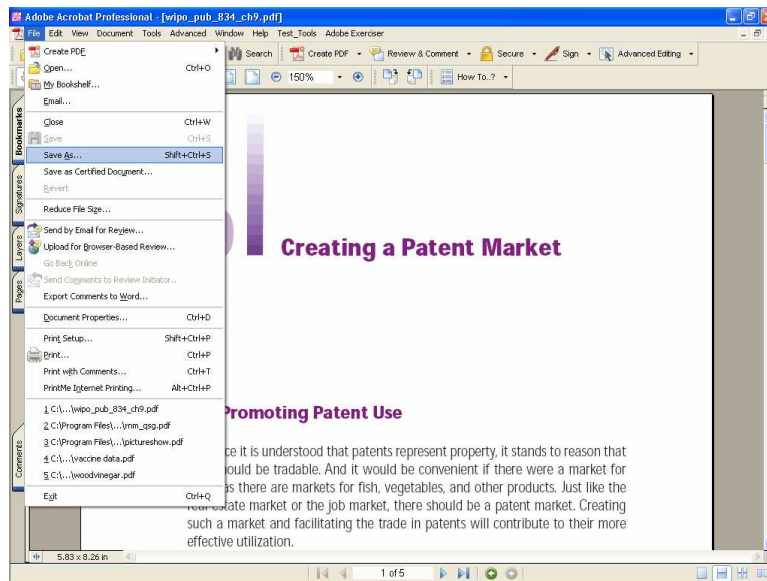 Adobe Acrobat Professional - [wipo_pub_834_ch9.pdf]
File Edit View Document Tools Advanced Window Help Test_Tools Adobe Exerciser
Search Create PDF Review & Comment Secure Sign Advanced Editing
150% How To..?
Create PDF
Open... Ctrl+O
My Bookshelf...
Email...
Close Ctrl+W
Save Ctrl+S
Save As... Shift+Ctrl+S
Save as Certified Document...
Revert
Reduce File Size...
Send by Email for Review...
Upload for Browser-Based Review...
Go Back Online
Send Comments to Review Initiator..
Export Comments to Word...
Document Properties... Ctrl+D
Print Setup... Shift+Ctrl+P
Print... Ctrl+P
Print with Comments... Ctrl+T
PrintMe Internet Printing... Alt+Ctrl+P
1 C:\...\wipo_pub_834_ch9.pdf
2 C:\Program Files\...\rnm_qsg.pdf
3 C:\Program Files\...\pictureshow.pdf
4 C:\...\vaccine data.pdf
5 C:\...\woodvinegar.pdf
Exit Ctrl+Q
Bookmarks
Signatures
Layers
Pages
Comments
Creating a Patent Market
Promoting Patent Use
ce it is understood that patents represent property, it stands to reason that
ould be tradable. And it would be convenient if there were a market for
as there are markets for fish, vegetables, and other products. Just like the
real estate market or the job market, there should be a patent market. Creating
such a market and facilitating the trade in patents will contribute to their more
effective utilization.
5.83 x 8.26 in
1 of 5